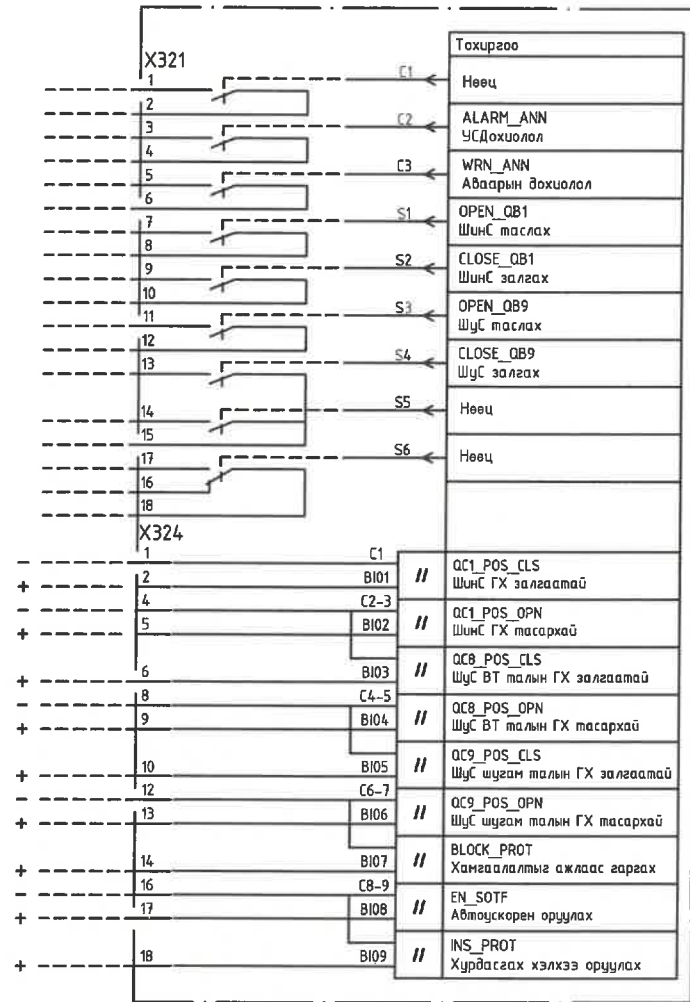 Тохиргоо
X321
1
C1
Нөөц
2
3
C2
ALARM_ANN
УСДохиолол
4
5
C3
WRN_ANN
Аваарын дохиолол
6
7
S1
OPEN_QB1
ШинС таслах
8
9
S2
CLOSE_QB1
ШинС залгах
10
11
S3
OPEN_QB9
ШуС таслах
12
13
S4
CLOSE_QB9
ШуС залгах
14
S5
Нөөц
15
17
S6
Нөөц
16
18
X324
- 1 C1
+ 2 BI01 //
QC1_POS_CLS
ШинС ГХ залгаатай
- 4 C2-3
+ 5 BI02 //
QC1_POS_OPN
ШинС ГХ тасархай
+ 6 BI03 //
QC8_POS_CLS
ШуС ВТ талын ГХ залгаатай
- 8 C4-5
+ 9 BI04 //
QC8_POS_OPN
ШуС ВТ талын ГХ тасархай
+ 10 BI05 //
QC9_POS_CLS
ШуС шугам талын ГХ залгаатай
- 12 C6-7
+ 13 BI06 //
QC9_POS_OPN
ШуС шугам талын ГХ тасархай
+ 14 BI07 //
BLOCK_PROT
Хамгаалалтыг ажлаас гаргах
- 16 C8-9
+ 17 BI08 //
EN_SOTF
Автоускорен оруулах
+ 18 BI09 //
INS_PROT
Хурдасгах хэлхээ оруулах